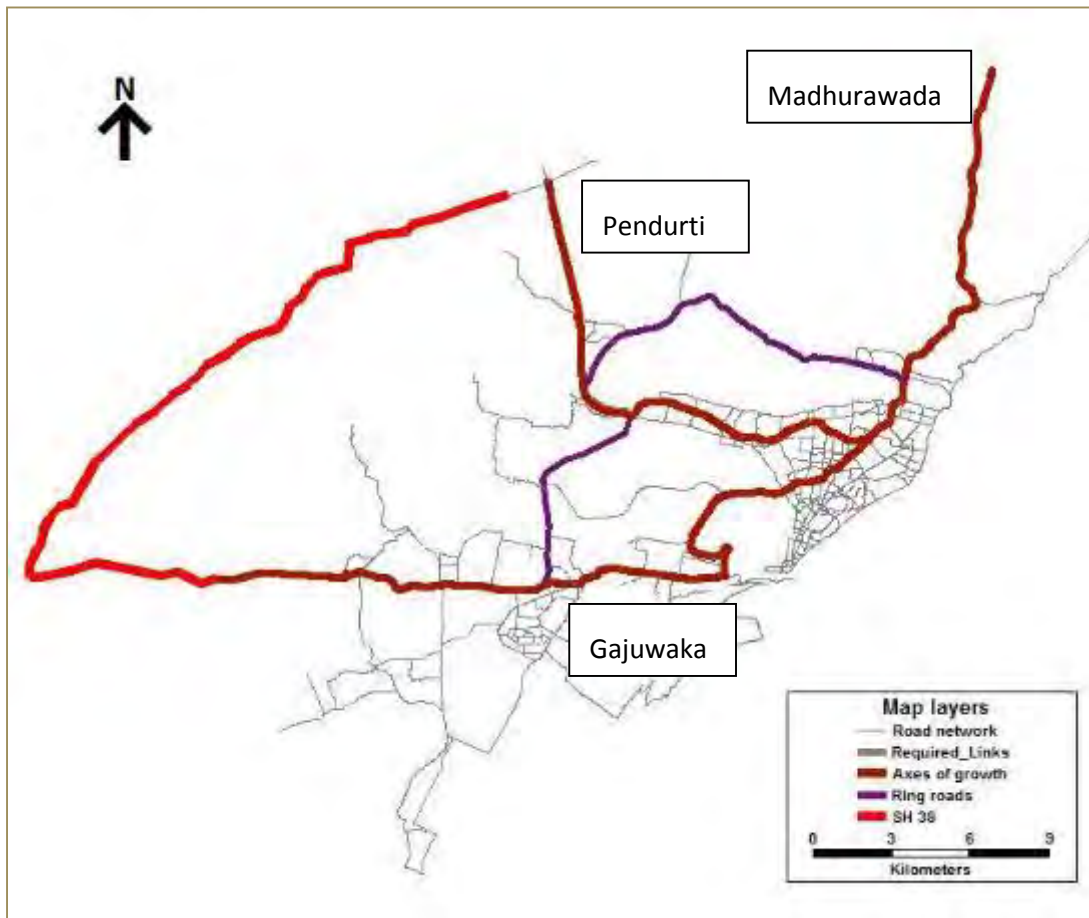 N
Madhurawada
Pendurti
Gajuwaka
Map layers
Road network
Required_Links
Axes of growth
Ring roads
SH 38
0 3 6 9
Kilometers